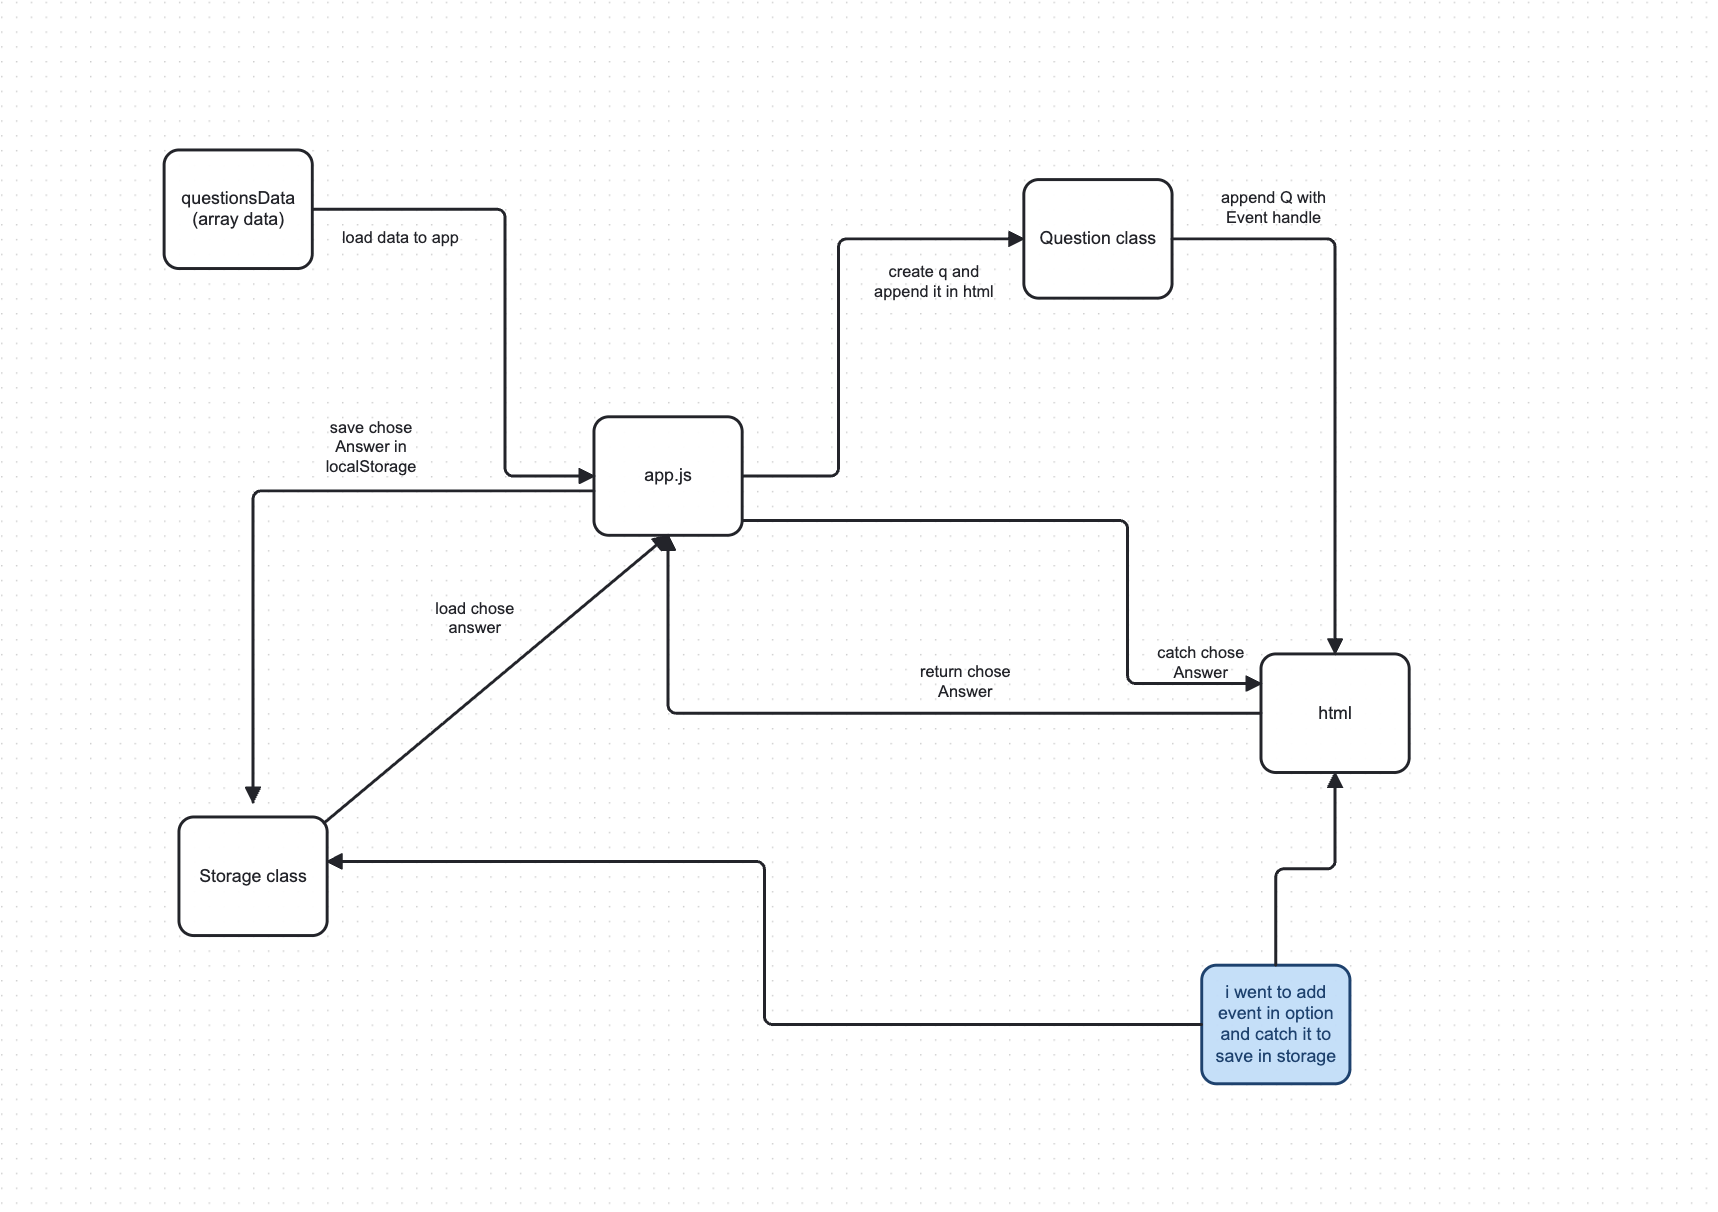 questionsData
(array data)
load data to app
Question class
append Q with
Event handle
create q and
append it in html
save chose
Answer in
localStorage
app.js
load chose
answer
return chose
Answer
catch chose
Answer
html
Storage class
i went to add
event in option
and catch it to
save in storage